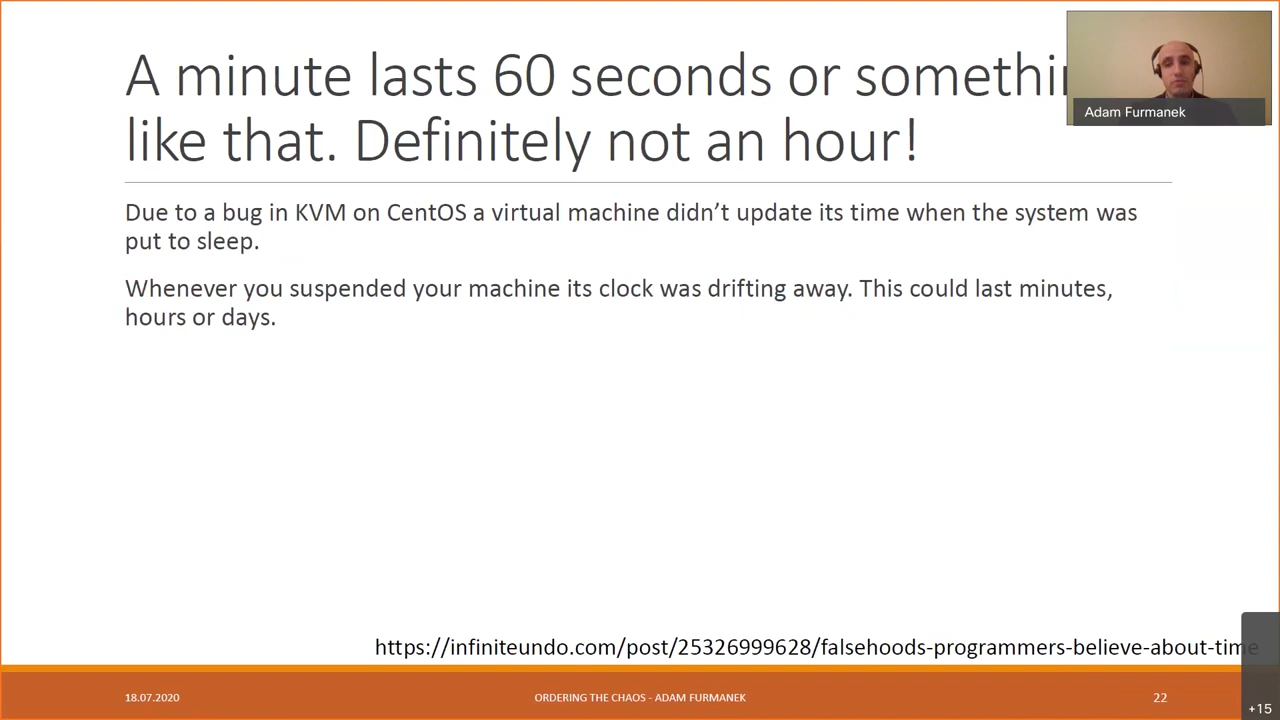 A minute lasts 60 seconds or somethin
like that. Definitely not an hour!
Adam Furmanek
Due to a bug in KVM on CentOS a virtual machine didn’t update its time when the system was
put to sleep.
Whenever you suspended your machine its clock was drifting away. This could last minutes,
hours or days.
https://infiniteundo.com/post/25326999628/falsehoods-programmers-believe-about-time
18.07.2020
ORDERING THE CHAOS - ADAM FURMANEK
22
+15